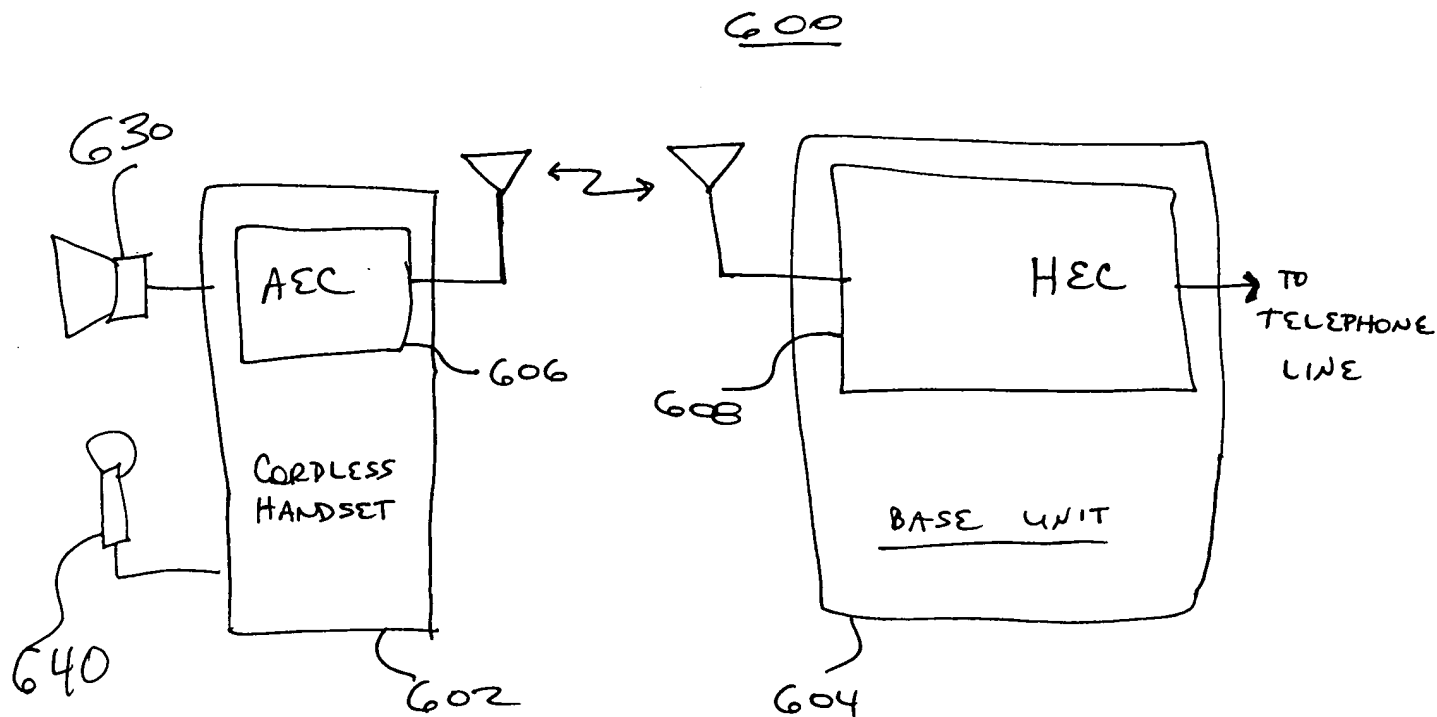 600
630
AEC
HEC
TO
TELEPHONE
LINE
606
608
CORDLESS
HANDSET
BASE UNIT
640
602
604